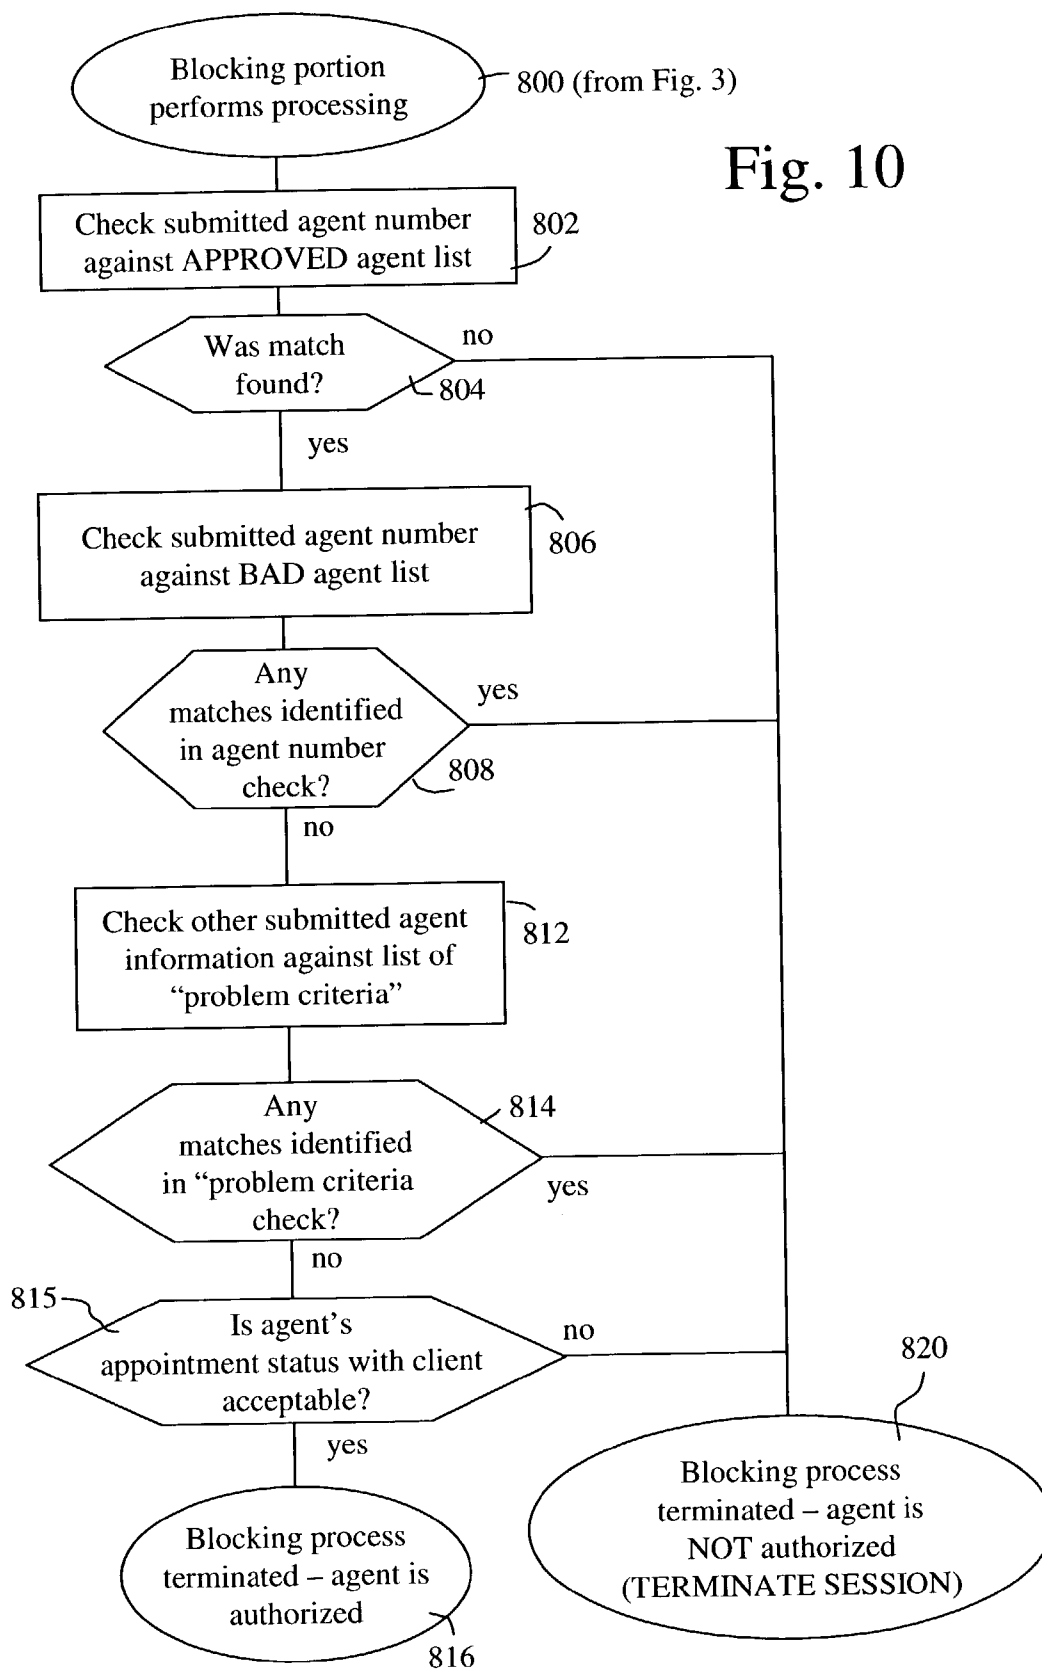 Blocking portion
performs processing
800 (from Fig. 3)
Fig. 10
Check submitted agent number
against APPROVED agent list
802
Was match
found?
804
no
yes
Check submitted agent number
against BAD agent list
806
Any
matches identified
in agent number
check?
yes
808
no
Check other submitted agent
information against list of
“problem criteria”
812
Any
matches identified
in “problem criteria
check?
814
yes
no
815
Is agent’s
appointment status with client
acceptable?
no
yes
820
Blocking process
terminated – agent is
authorized
816
Blocking process
terminated – agent is
NOT authorized
(TERMINATE SESSION)